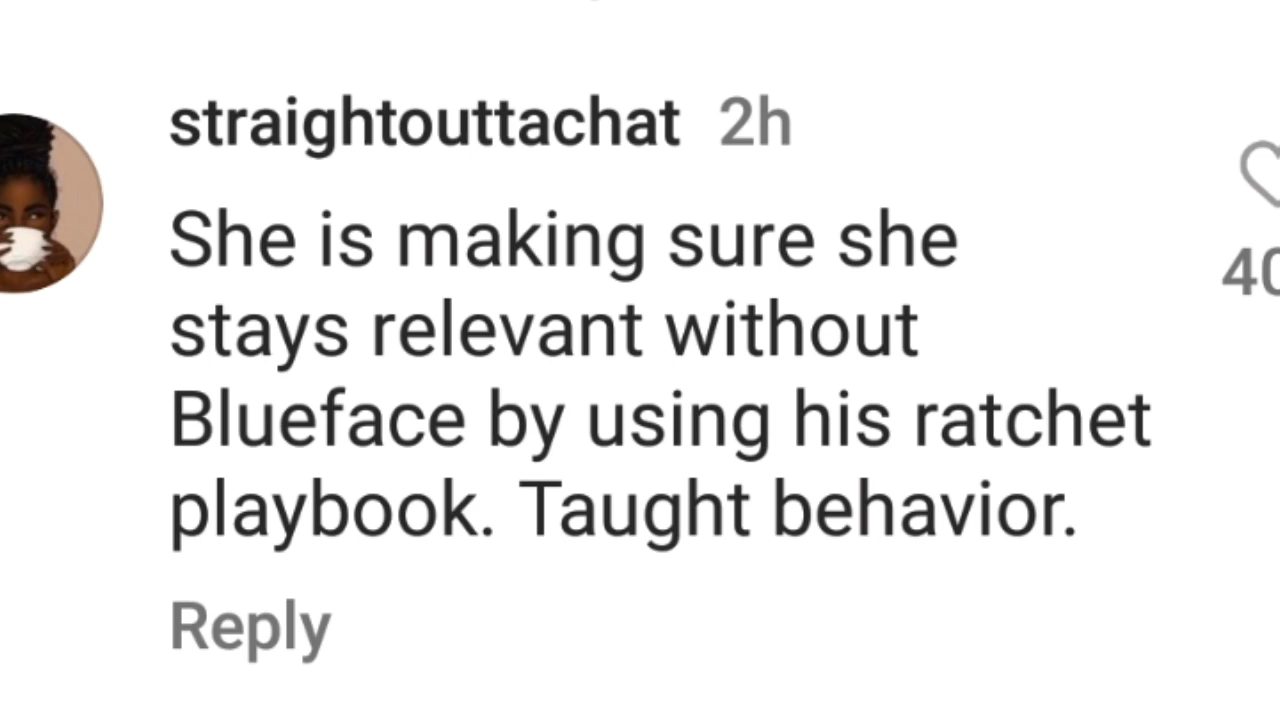 straightouttachat 2h
She is making sure she
stays relevant without
Blueface by using his ratchet
playbook. Taught behavior.
Reply